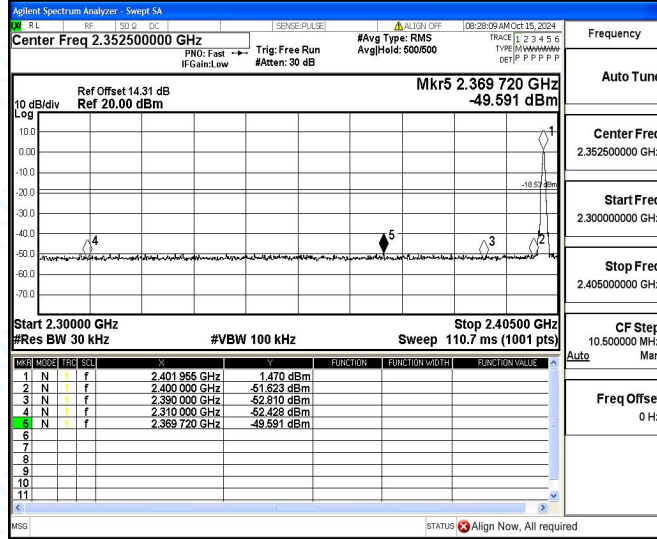 Agilent Spectrum Analyzer - Swept SA
LXI RL RF 50 Ω DC SENSE:PULSE ALIGN OFF 08:28:09 AM Oct 15, 2024
Center Freq 2.352500000 GHz
PNO: Fast
IFGain:Low
Trig: Free Run
#Atten: 30 dB
#Avg Type: RMS
Avg|Hold: 500/500
TRACE 1 2 3 4 5 6
TYPE M WWWWW
DET P P P P P P
Ref Offset 14.31 dB
Ref 20.00 dBm
10 dB/div
Log
Mkr5 2.369 720 GHz
-49.591 dBm
10.0
0.00
-10.0
-20.0
-30.0
-40.0
-50.0
-60.0
-70.0
1
-18.53 dBm
4
5
3
2
Start 2.30000 GHz
Stop 2.40500 GHz
#Res BW 30 kHz
#VBW 100 kHz
Sweep 110.7 ms (1001 pts)
MKR MODE TRC SCL X Y FUNCTION FUNCTION WIDTH FUNCTION VALUE
1 N 1 f 2.401 955 GHz 1.470 dBm
2 N 1 f 2.400 000 GHz -51.623 dBm
3 N 1 f 2.390 000 GHz -52.810 dBm
4 N 1 f 2.310 000 GHz -52.428 dBm
5 N 1 f 2.369 720 GHz -49.591 dBm
6
7
8
9
10
11
MSG
STATUS Align Now, All required
Frequency
Auto Tune
Center Freq
2.352500000 GHz
Start Freq
2.300000000 GHz
Stop Freq
2.405000000 GHz
CF Step
10.500000 MHz
Auto Man
Freq Offset
0 Hz